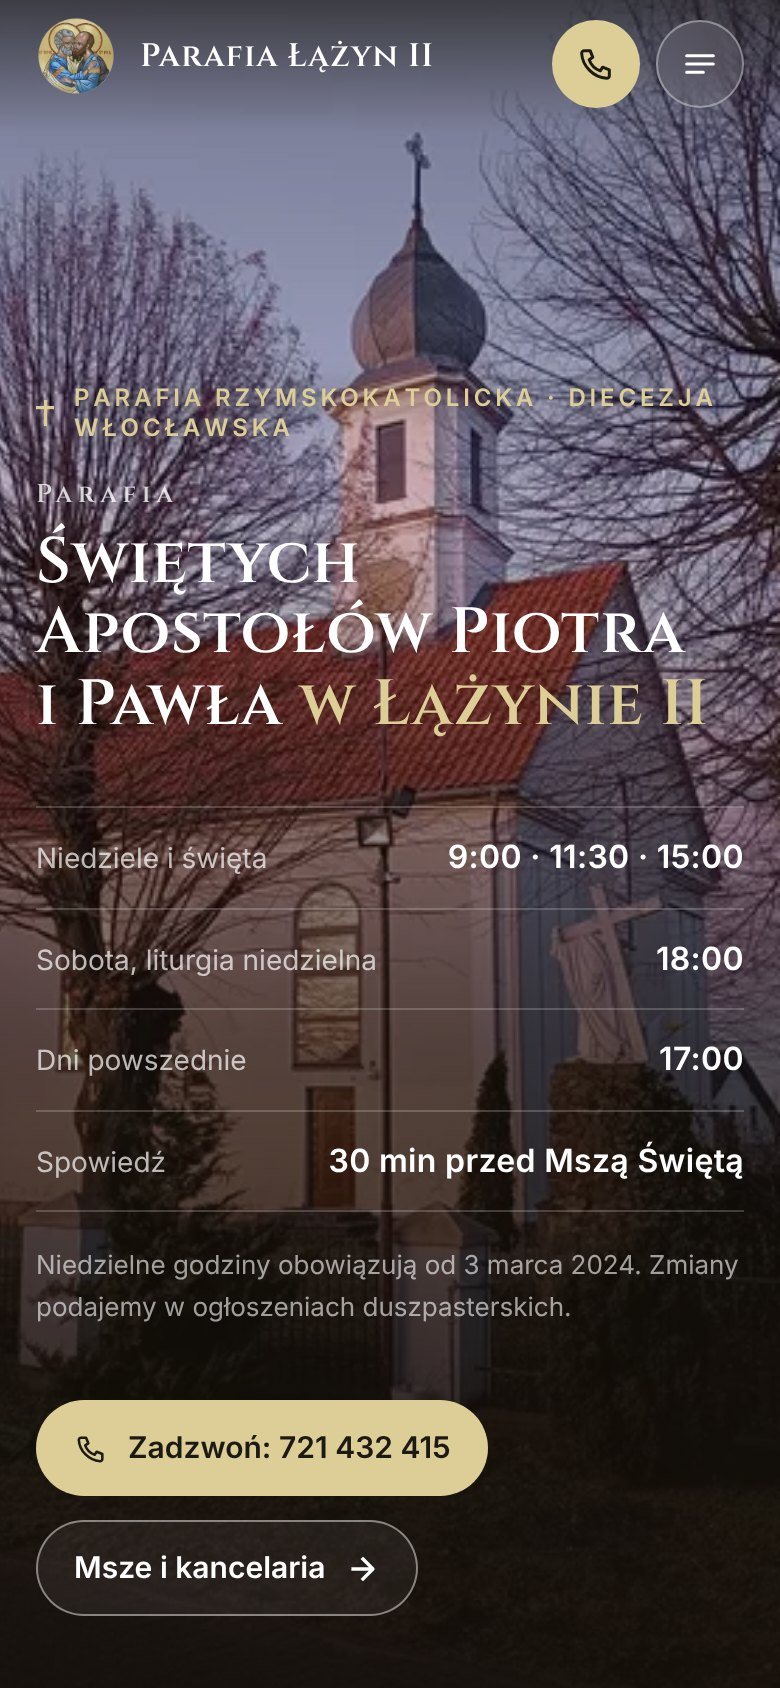 Parafia Łążyn II
PARAFIA RZYMSKOKATOLICKA · DIECEZJA
WŁOCŁAWSKA
Parafia
Świętych
Apostołów Piotra
i Pawła w Łążynie II
Niedziele i święta 9:00 · 11:30 · 15:00
Sobota, liturgia niedzielna 18:00
Dni powszednie 17:00
Spowiedź 30 min przed Mszą Świętą
Niedzielne godziny obowiązują od 3 marca 2024. Zmiany
podajemy w ogłoszeniach duszpasterskich.
Zadzwoń: 721 432 415
Msze i kancelaria →